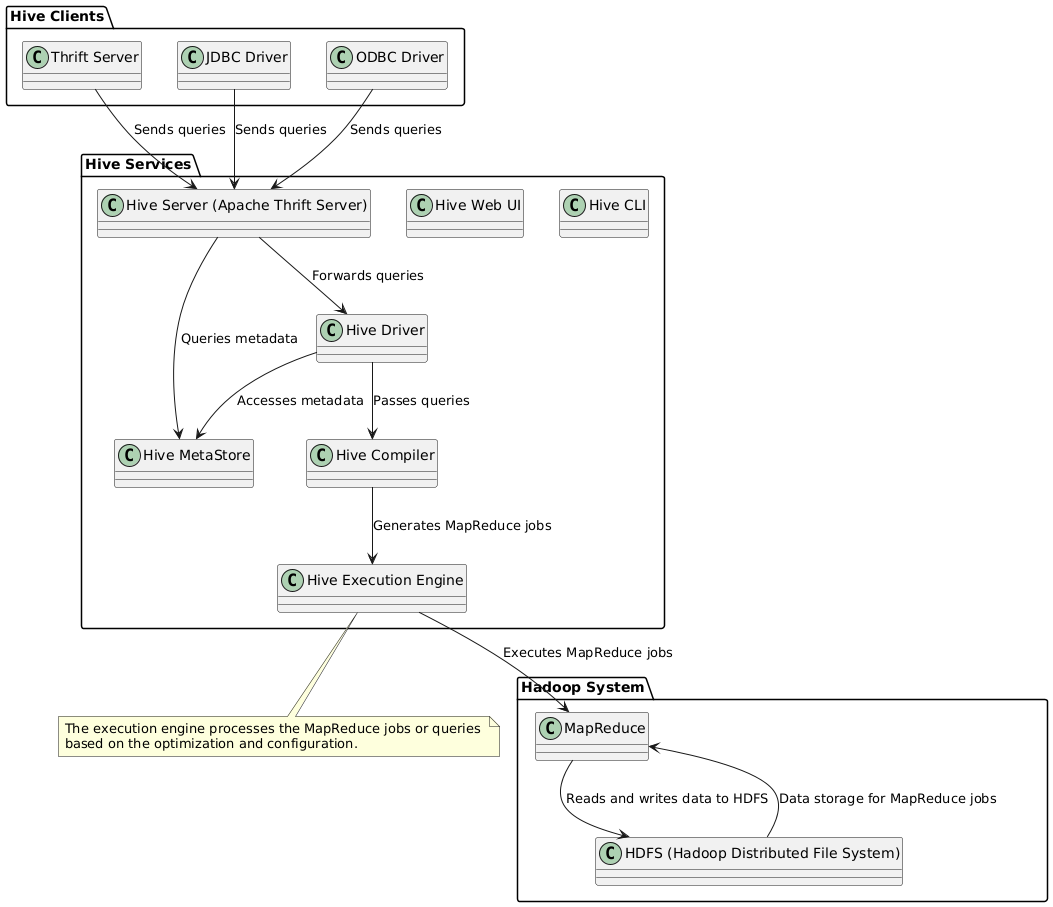 Hive Clients
C Thrift Server
C JDBC Driver
C ODBC Driver
Sends queries
Sends queries
Sends queries
Hive Services
C Hive Server (Apache Thrift Server)
C Hive Web UI
C Hive CLI
Forwards queries
C Hive Driver
Queries metadata
Accesses metadata
Passes queries
C Hive MetaStore
C Hive Compiler
Generates MapReduce jobs
C Hive Execution Engine
Executes MapReduce jobs
Hadoop System
The execution engine processes the MapReduce jobs or queries
based on the optimization and configuration.
C MapReduce
Reads and writes data to HDFS
Data storage for MapReduce jobs
C HDFS (Hadoop Distributed File System)